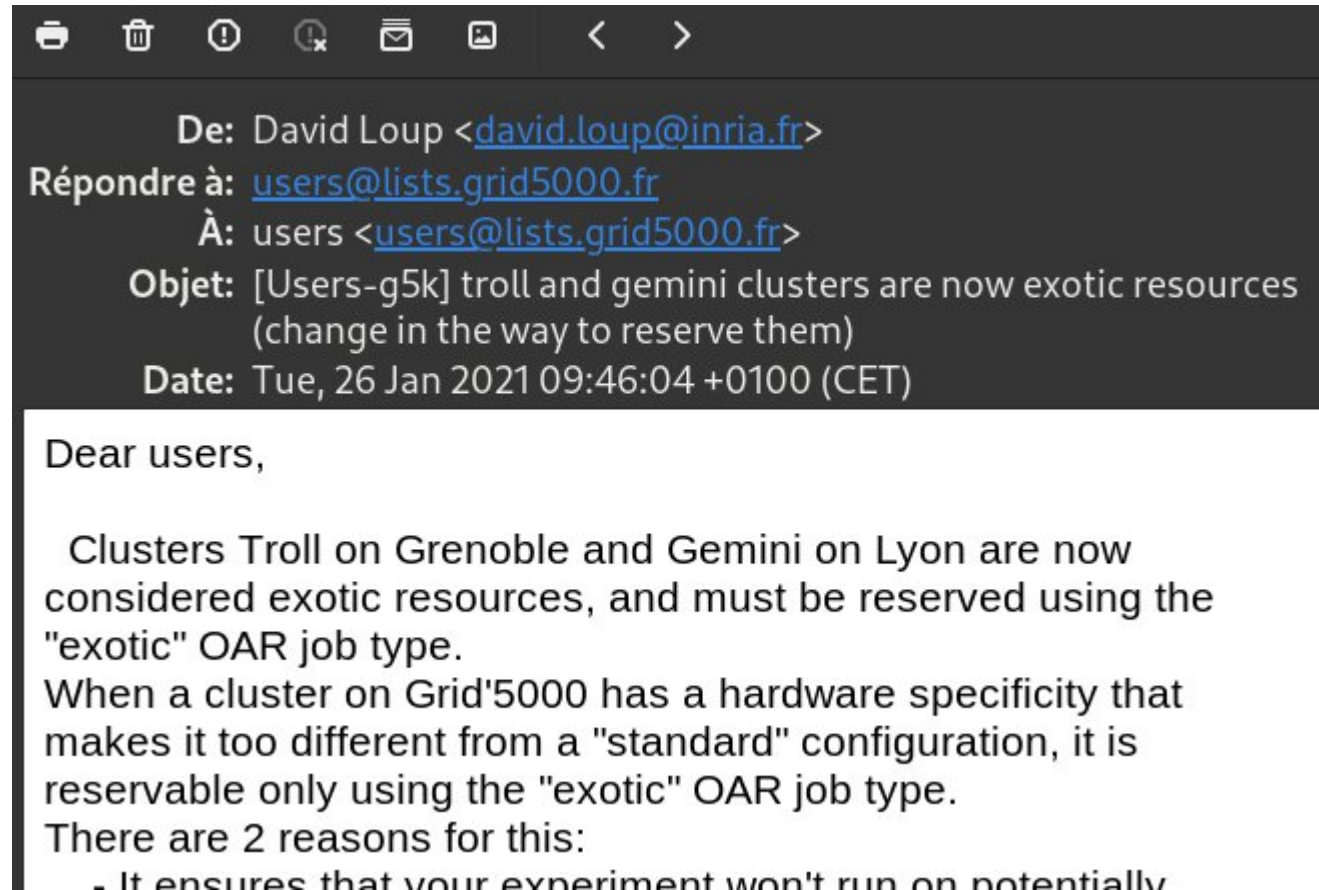 De: David Loup <david.loup@inria.fr>
Répondre à: users@lists.grid5000.fr
À: users <users@lists.grid5000.fr>
Objet: [Users-g5k] troll and gemini clusters are now exotic resources
(change in the way to reserve them)
Date: Tue, 26 Jan 2021 09:46:04 +0100 (CET)
Dear users,
Clusters Troll on Grenoble and Gemini on Lyon are now
considered exotic resources, and must be reserved using the
"exotic" OAR job type.
When a cluster on Grid'5000 has a hardware specificity that
makes it too different from a "standard" configuration, it is
reservable only using the "exotic" OAR job type.
There are 2 reasons for this:
- It ensures that your experiment won't run on potentially